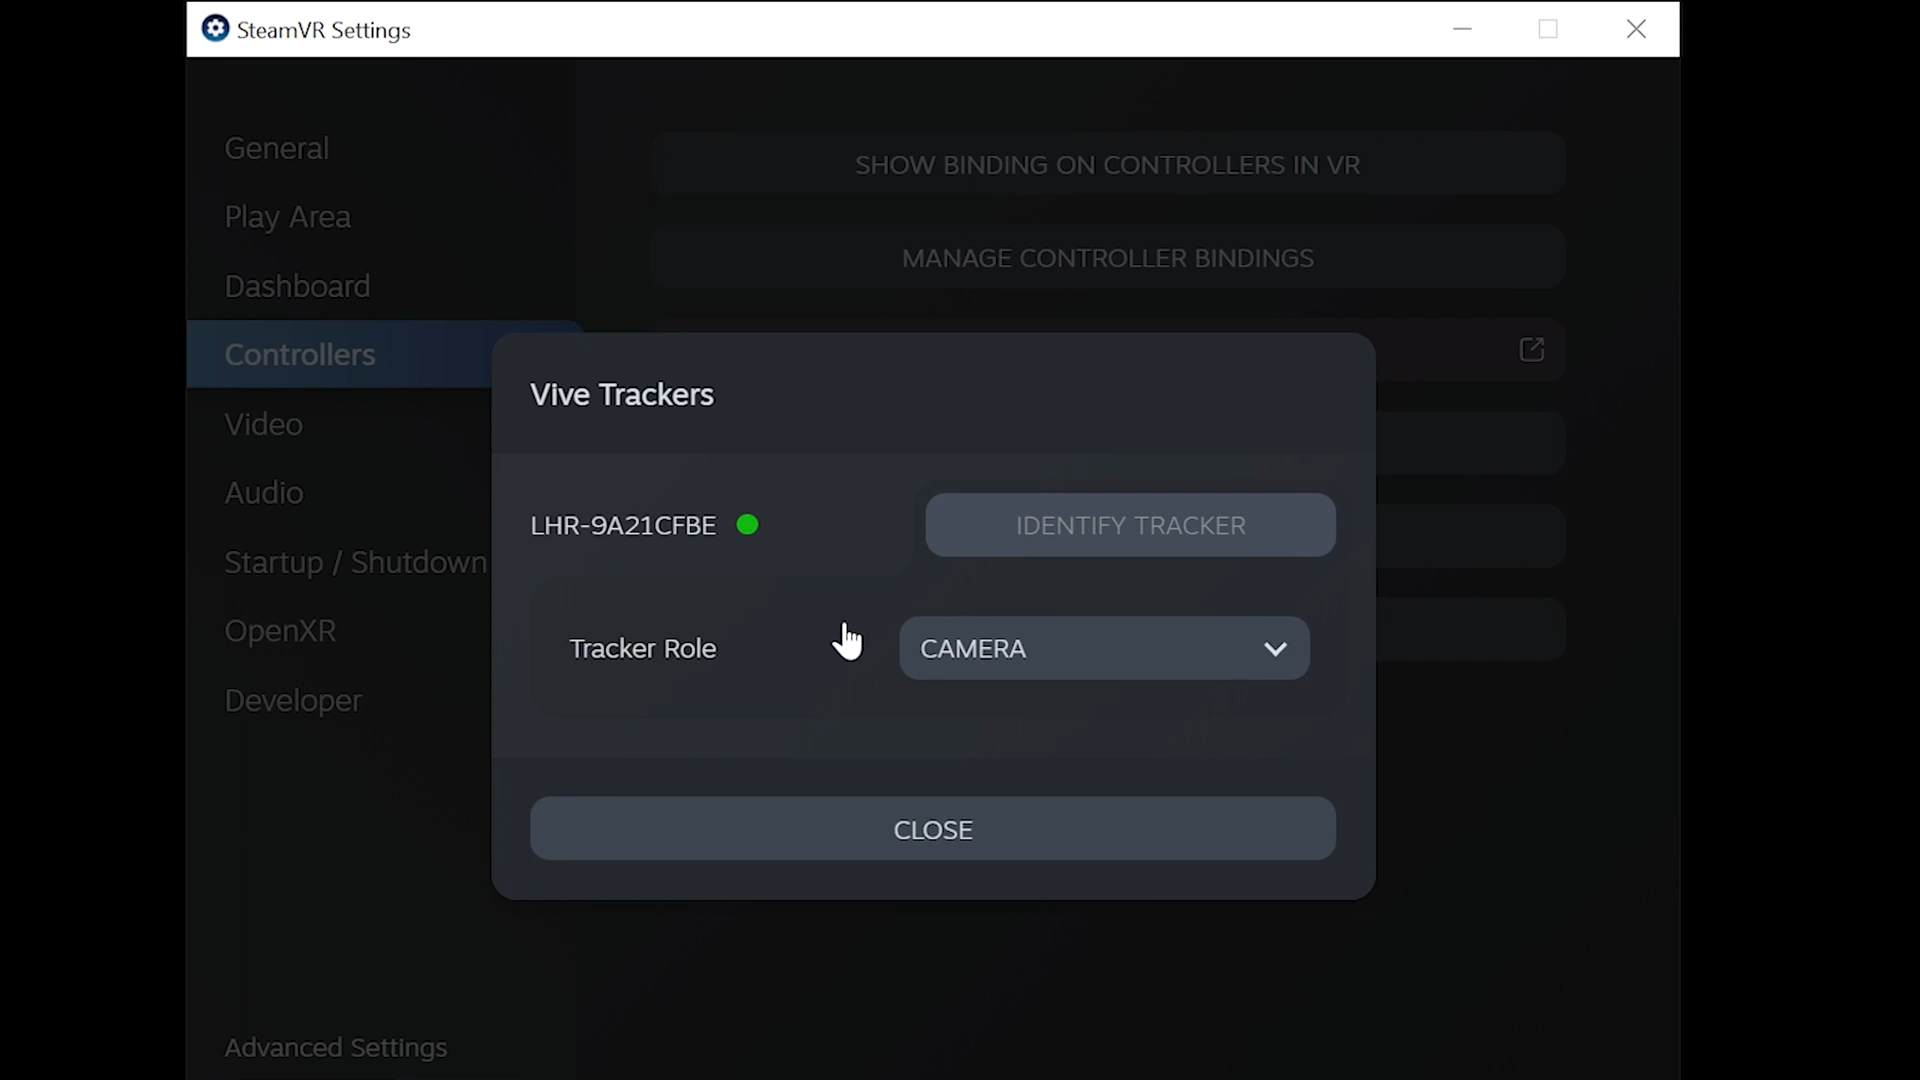 SteamVR Settings
General
Play Area
Dashboard
Controllers
Video
Audio
Startup / Shutdown
OpenXR
Developer
Advanced Settings
SHOW BINDING ON CONTROLLERS IN VR
MANAGE CONTROLLER BINDINGS
Vive Trackers
LHR-9A21CFBE
IDENTIFY TRACKER
Tracker Role
CAMERA
CLOSE